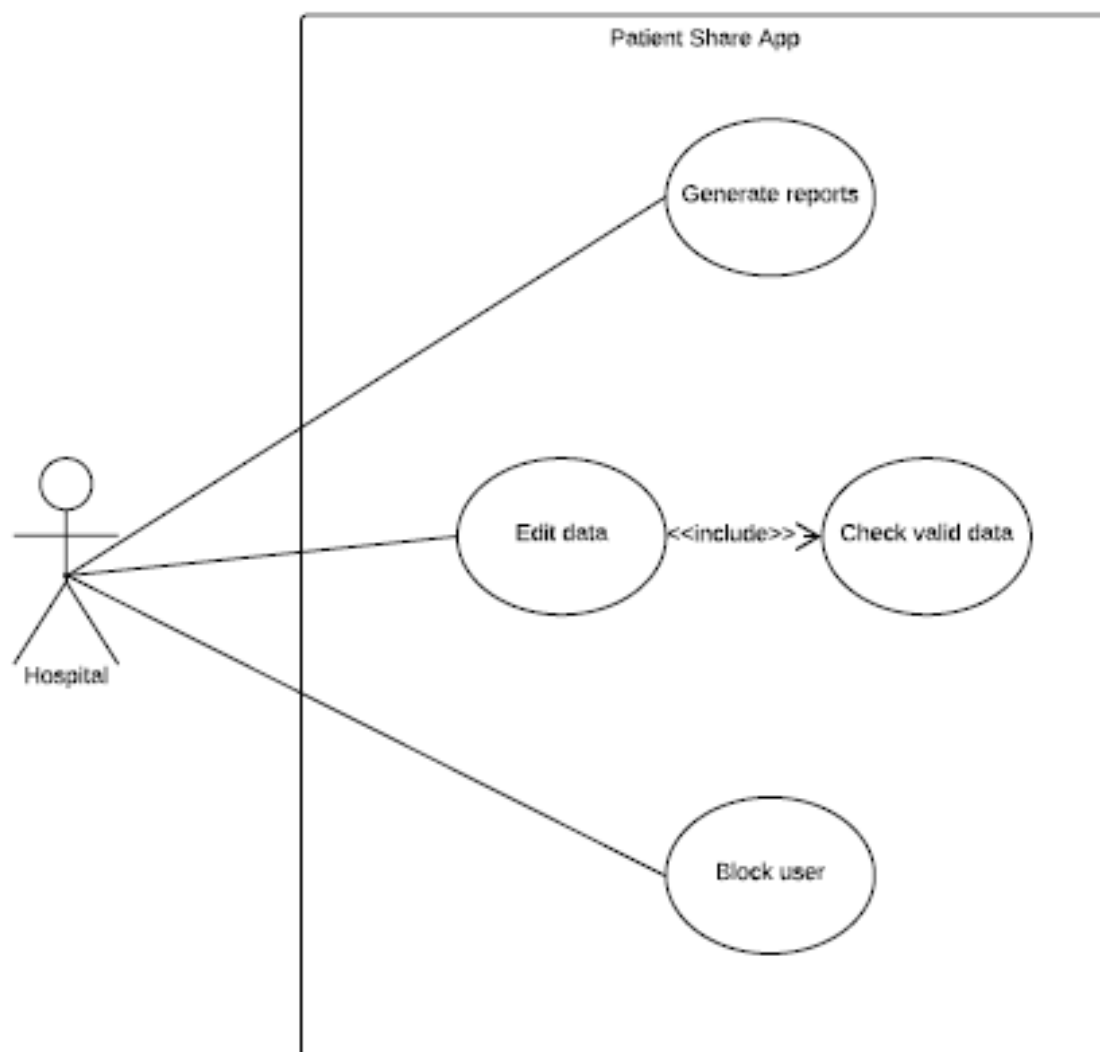 Patient Share App
Generate reports
Edit data
<<include>>
Check valid data
Hospital
Block user